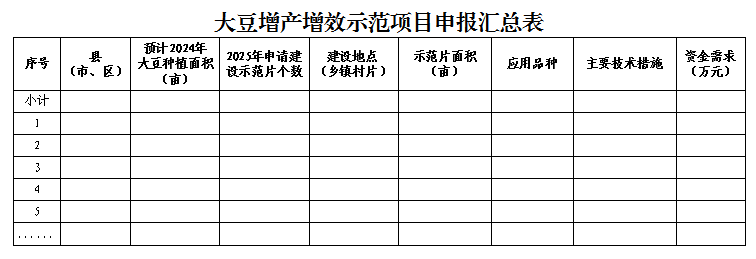 大豆增产增效示范项目申报汇总表
序号
县
（市、区）
预计2024年
大豆种植面积
（亩）
2025年申请建
设示范片个数
建设地点
（乡镇村片）
示范片面积
（亩）
应用品种
主要技术措施
资金需求
（万元）
小计
1
2
3
4
5
......